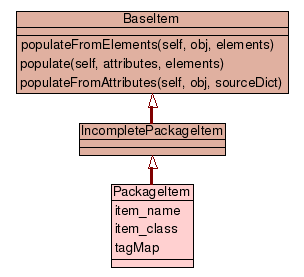 BaseItem
populateFromElements(self, obj, elements)
populate(self, attributes, elements)
populateFromAttributes(self, obj, sourceDict)
IncompletePackageItem
PackageItem
item_name
item_class
tagMap